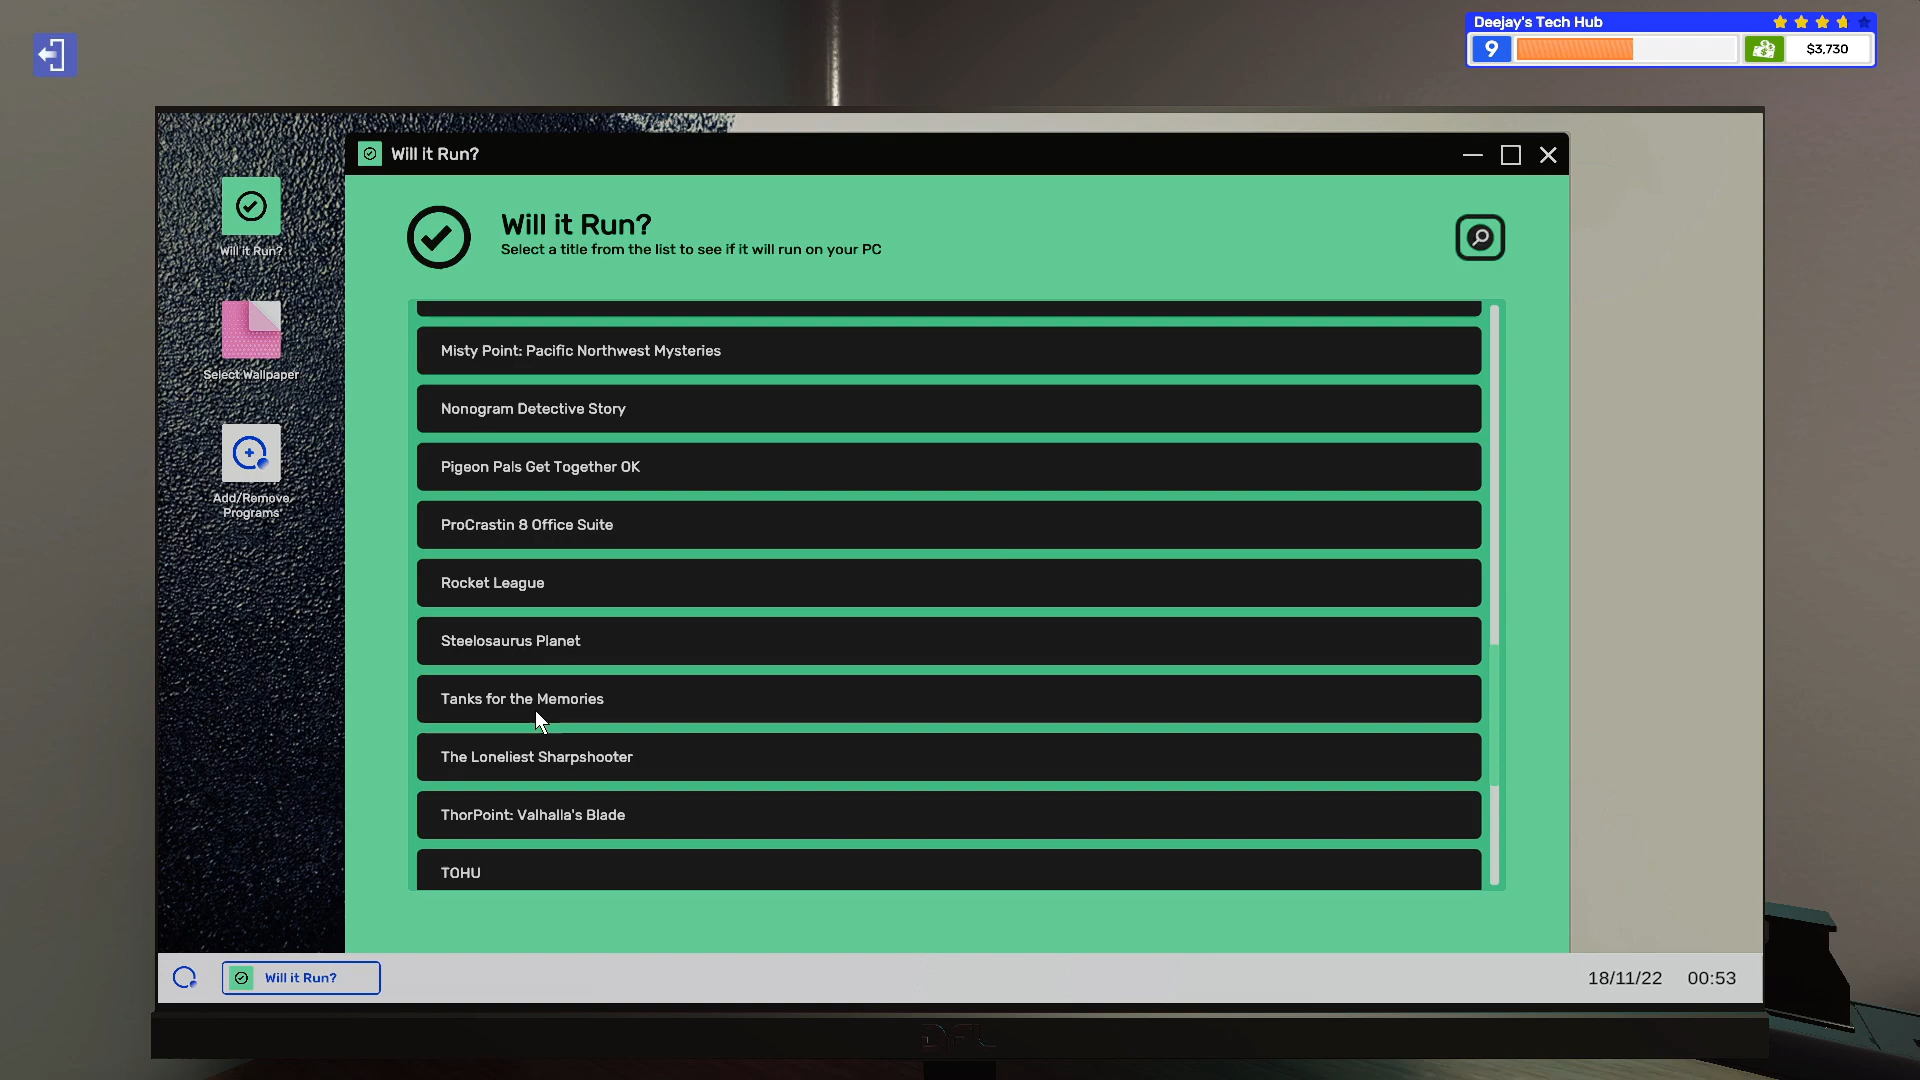 Deejay's Tech Hub
9
$3,730
Will it Run?
Will it Run?
Select a title from the list to see if it will run on your PC
Will it Run?
Select Wallpaper
Add/Remove
Programs
Misty Point: Pacific Northwest Mysteries
Nonogram Detective Story
Pigeon Pals Get Together OK
ProCrastin 8 Office Suite
Rocket League
Steelosaurus Planet
Tanks for the Memories
The Loneliest Sharpshooter
ThorPoint: Valhalla's Blade
TOHU
Will it Run?
18/11/22 00:53